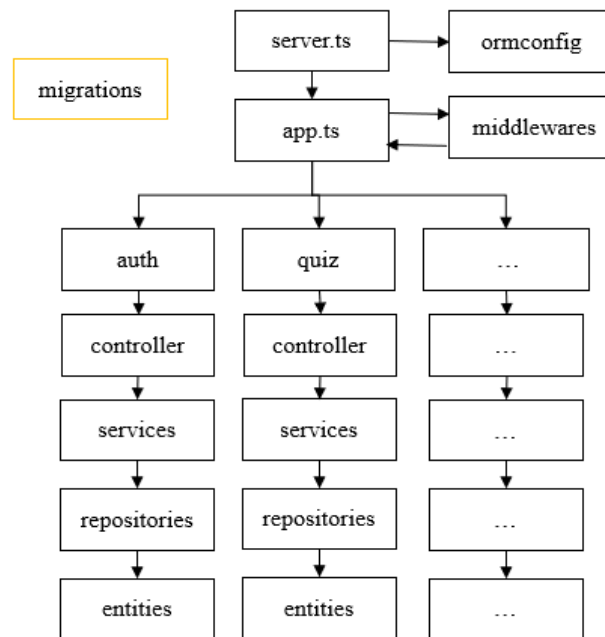 server.ts
ormconfig
migrations
app.ts
middlewares
auth
quiz
...
controller
controller
...
services
services
...
repositories
repositories
...
entities
entities
...